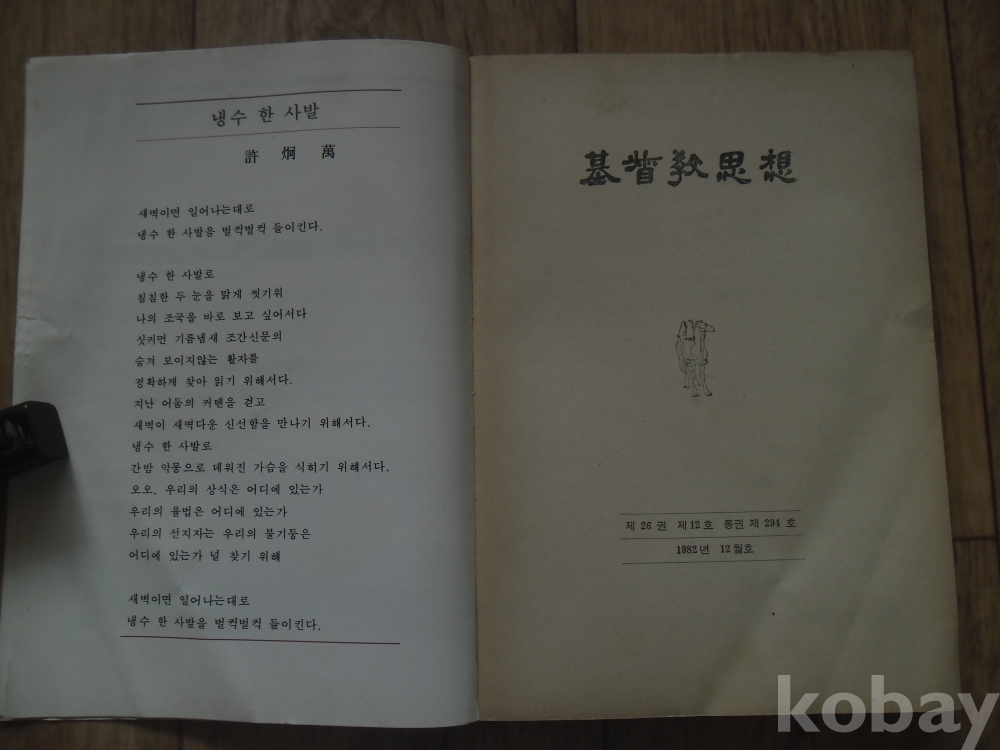 냉수 한 사발
許 炯 萬
새벽이면 일어나는대로
냉수 한 사발을 벌컥벌컥 들이킨다.
냉수 한 사발로
침침한 두 눈을 맑게 씻기워
나의 조국을 바로 보고 싶어서다
싯커먼 기름냄새 조간신문의
숨겨 보이지않는 활자를
정확하게 찾아 읽기 위해서다.
지난 어둠의 커텐을 걷고
새벽이 새벽다운 신선함을 만나기 위해서다.
냉수 한 사발로
간밤 악몽으로 데워진 가슴을 식히기 위해서다.
오오, 우리의 상식은 어디에 있는가
우리의 율법은 어디에 있는가
우리의 선지자는 우리의 불기둥은
어디에 있는가 널 찾기 위해
새벽이면 일어나는대로
냉수 한 사발을 벌컥벌컥 들이킨다.
基督敎思想
제 26 권 제 12 호 통권 제 294 호
1982년 12월호
kobay